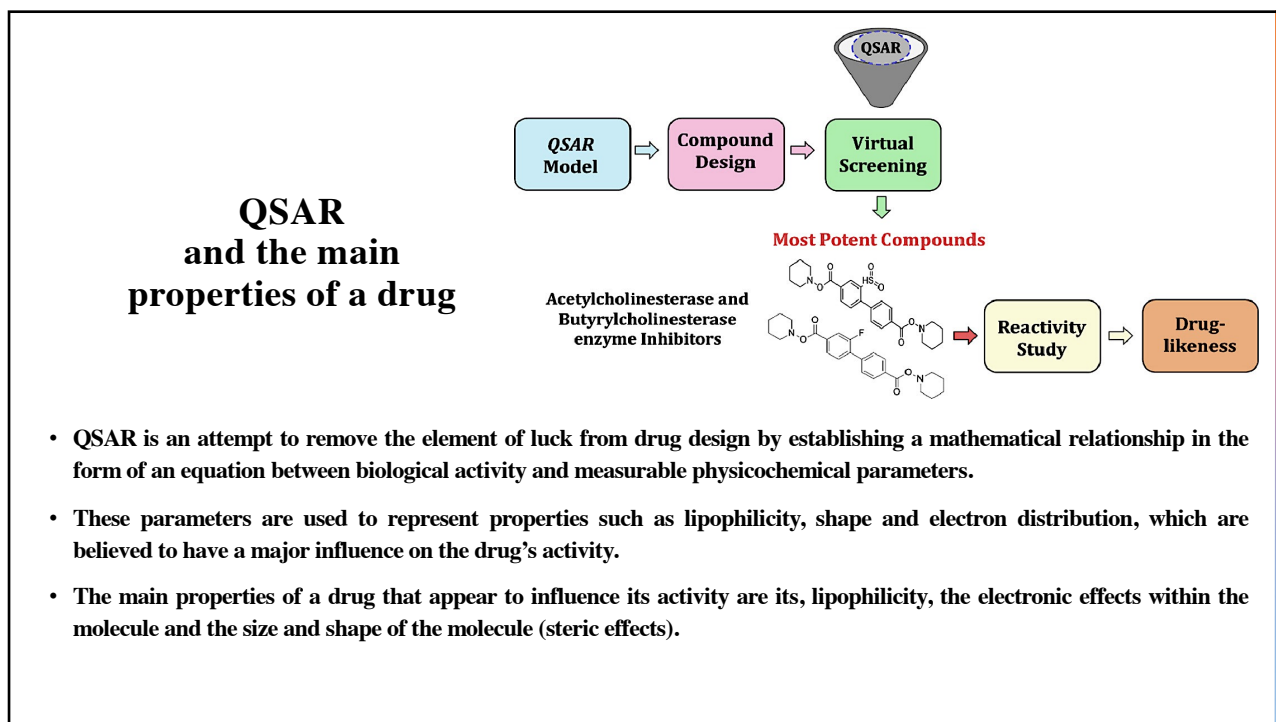 QSAR
QSAR
Model
Compound
Design
Virtual
Screening
QSAR
and the main
properties of a drug
Most Potent Compounds
Acetylcholinesterase and
Butyrylcholinesterase
enzyme Inhibitors
N
O
O
HS
O
O
O
O
N
N
O
O
F
O
O
N
Reactivity
Study
Drug-
likeness
• QSAR is an attempt to remove the element of luck from drug design by establishing a mathematical relationship in the
form of an equation between biological activity and measurable physicochemical parameters.
• These parameters are used to represent properties such as lipophilicity, shape and electron distribution, which are
believed to have a major influence on the drug’s activity.
• The main properties of a drug that appear to influence its activity are its, lipophilicity, the electronic effects within the
molecule and the size and shape of the molecule (steric effects).